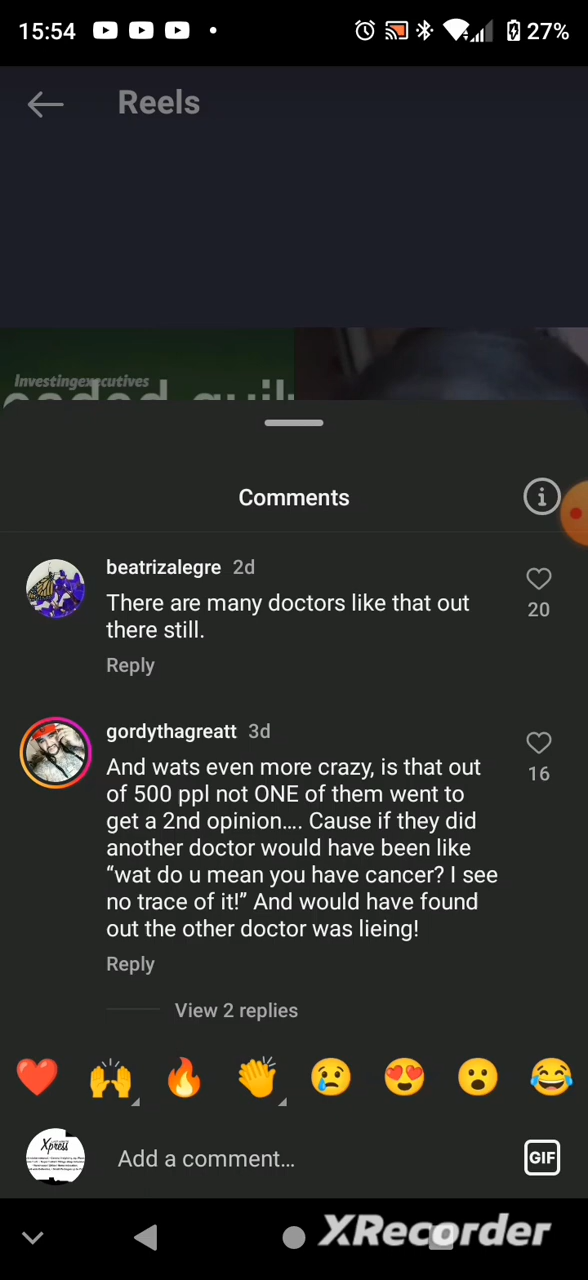 15:54
27%
Reels
Investingexecutives
Comments
beatrizalegre 2d
There are many doctors like that out
there still.
20
Reply
gordythagreatt 3d
And wats even more crazy, is that out
of 500 ppl not ONE of them went to
get a 2nd opinion.... Cause if they did
another doctor would have been like
“wat do u mean you have cancer? I see
no trace of it!” And would have found
out the other doctor was lieing!
16
Reply
View 2 replies
Xpress
Add a comment...
GIF
XRecorder